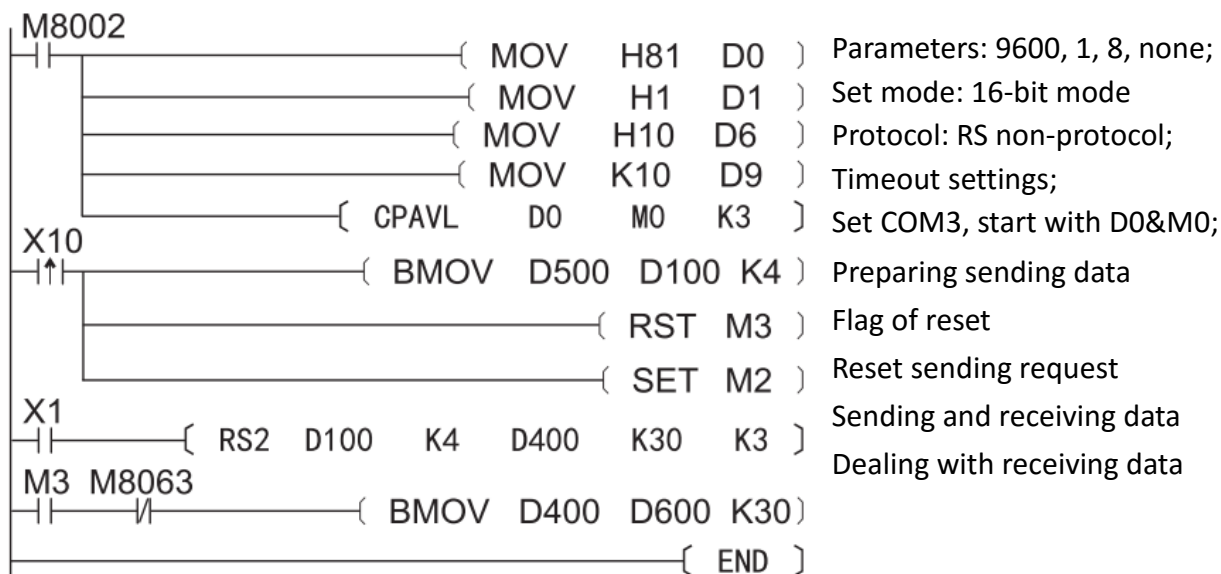 M8002
MOV H81 D0 Parameters: 9600, 1, 8, none;
MOV H1 D1 Set mode: 16-bit mode
MOV H10 D6 Protocol: RS non-protocol;
MOV K10 D9 Timeout settings;
CPAVL D0 M0 K3 Set COM3, start with D0&M0;
X10
BMOV D500 D100 K4 Preparing sending data
RST M3 Flag of reset
SET M2 Reset sending request
X1 Sending and receiving data
RS2 D100 K4 D400 K30 K3
Dealing with receiving data
M3 M8063
BMOV D400 D600 K30
END